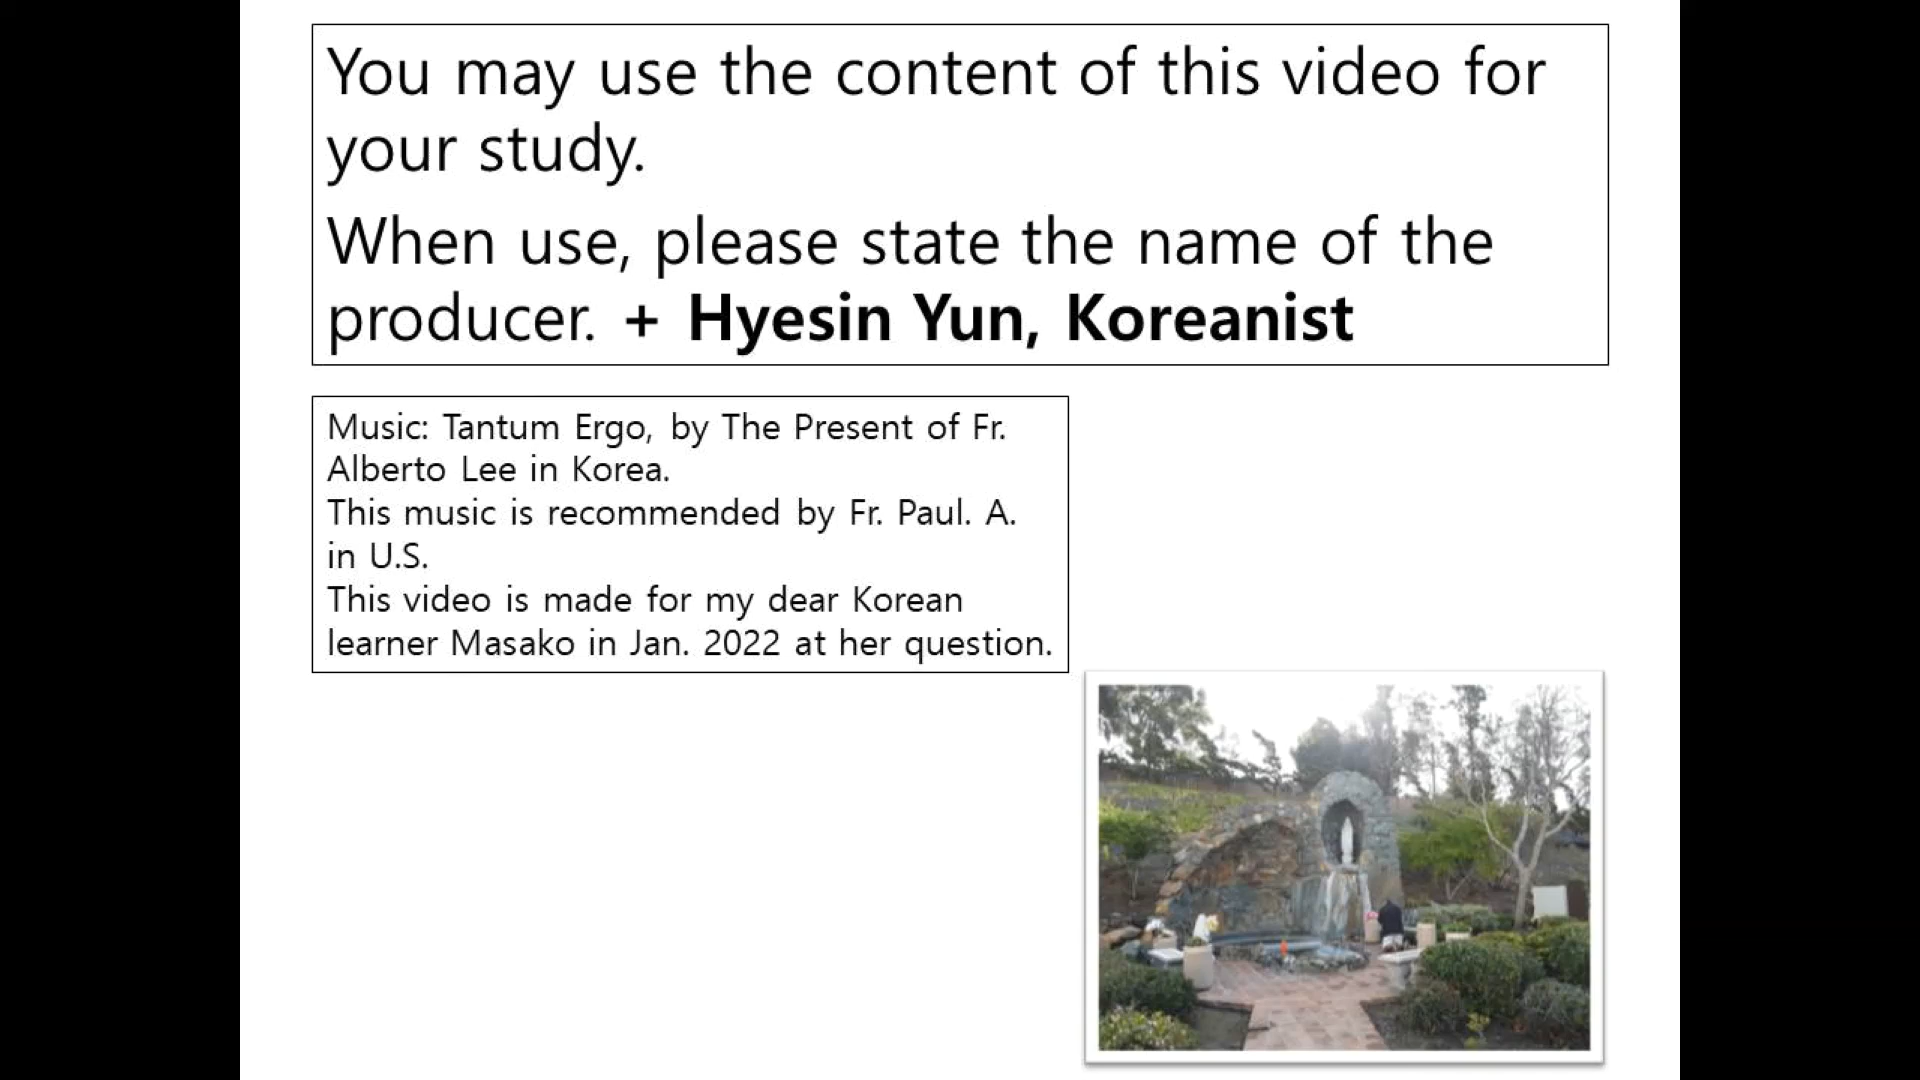 You may use the content of this video for
your study.
When use, please state the name of the
producer. + Hyesin Yun, Koreanist
Music: Tantum Ergo, by The Present of Fr.
Alberto Lee in Korea.
This music is recommended by Fr. Paul. A.
in U.S.
This video is made for my dear Korean
learner Masako in Jan. 2022 at her question.